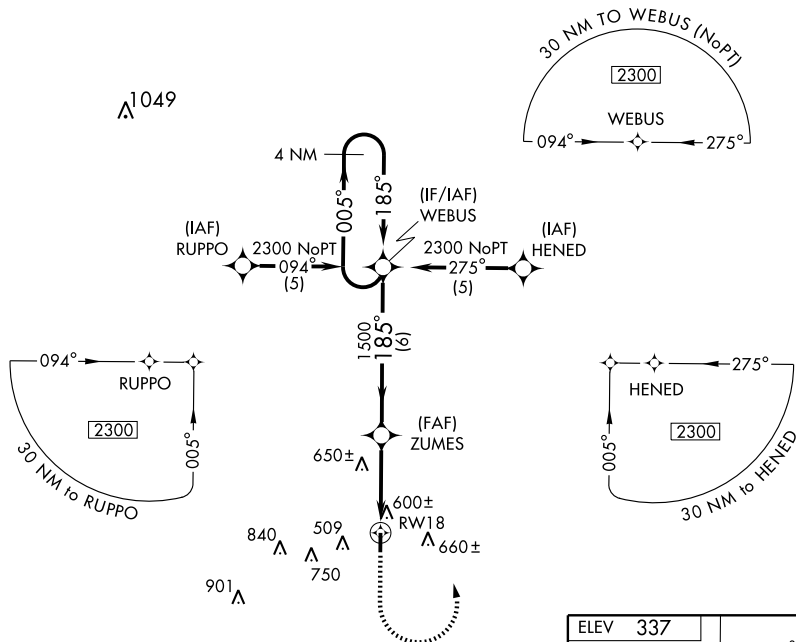 30 NM TO WEBUS (NoPT)
2300
WEBUS
094°
275°
1049
4 NM
005°
185°
(IF/IAF)
WEBUS
(IAF)
RUPPO
2300 NoPT
094°
(5)
2300 NoPT
275°
(5)
(IAF)
HENED
1500
185°
(6)
094°
RUPPO
2300
005°
30 NM to RUPPO
275°
HENED
2300
005°
30 NM to HENED
(FAF)
ZUMES
650±
600±
RW18
660±
509
840
750
901
ELEV 337